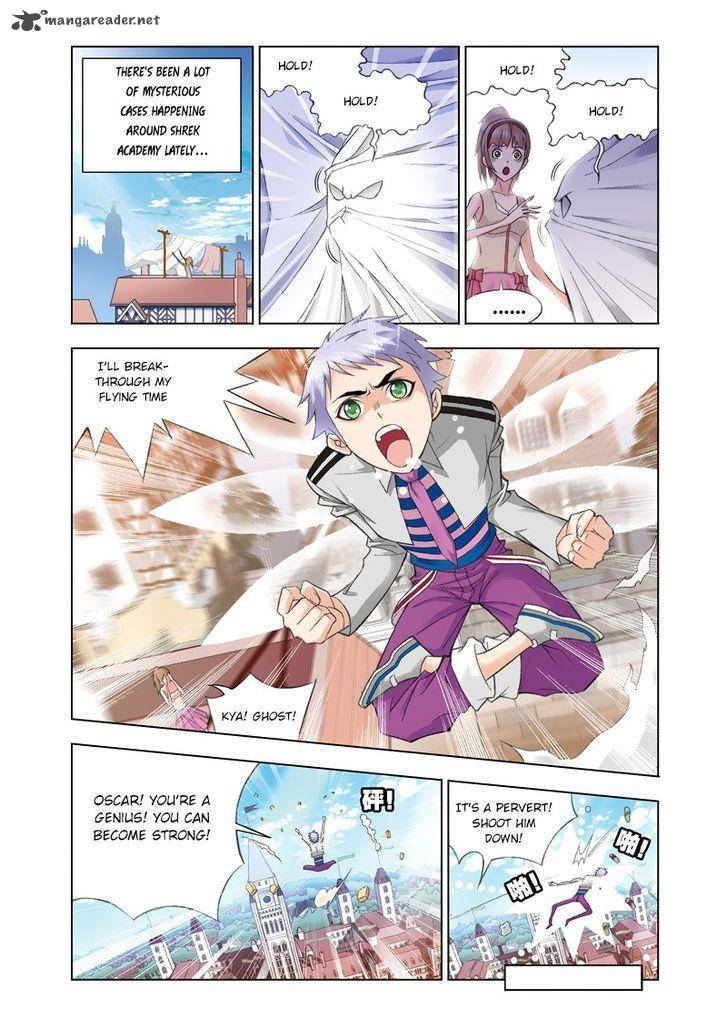 mangareader.net
THERE'S BEEN A LOT
OF MYSTERIOUS
CASES HAPPENING
AROUND SHREK
ACADEMY LATELY...
HOLD!
HOLD!
HOLD!
HOLD!
......
I'LL BREAK-
THROUGH MY
FLYING TIME
KYA! GHOST!
OSCAR! YOU'RE A
GENIUS! YOU CAN
BECOME STRONG!
砰!
IT'S A PERVERT!
SHOOT HIM
DOWN!
啪!
啪!